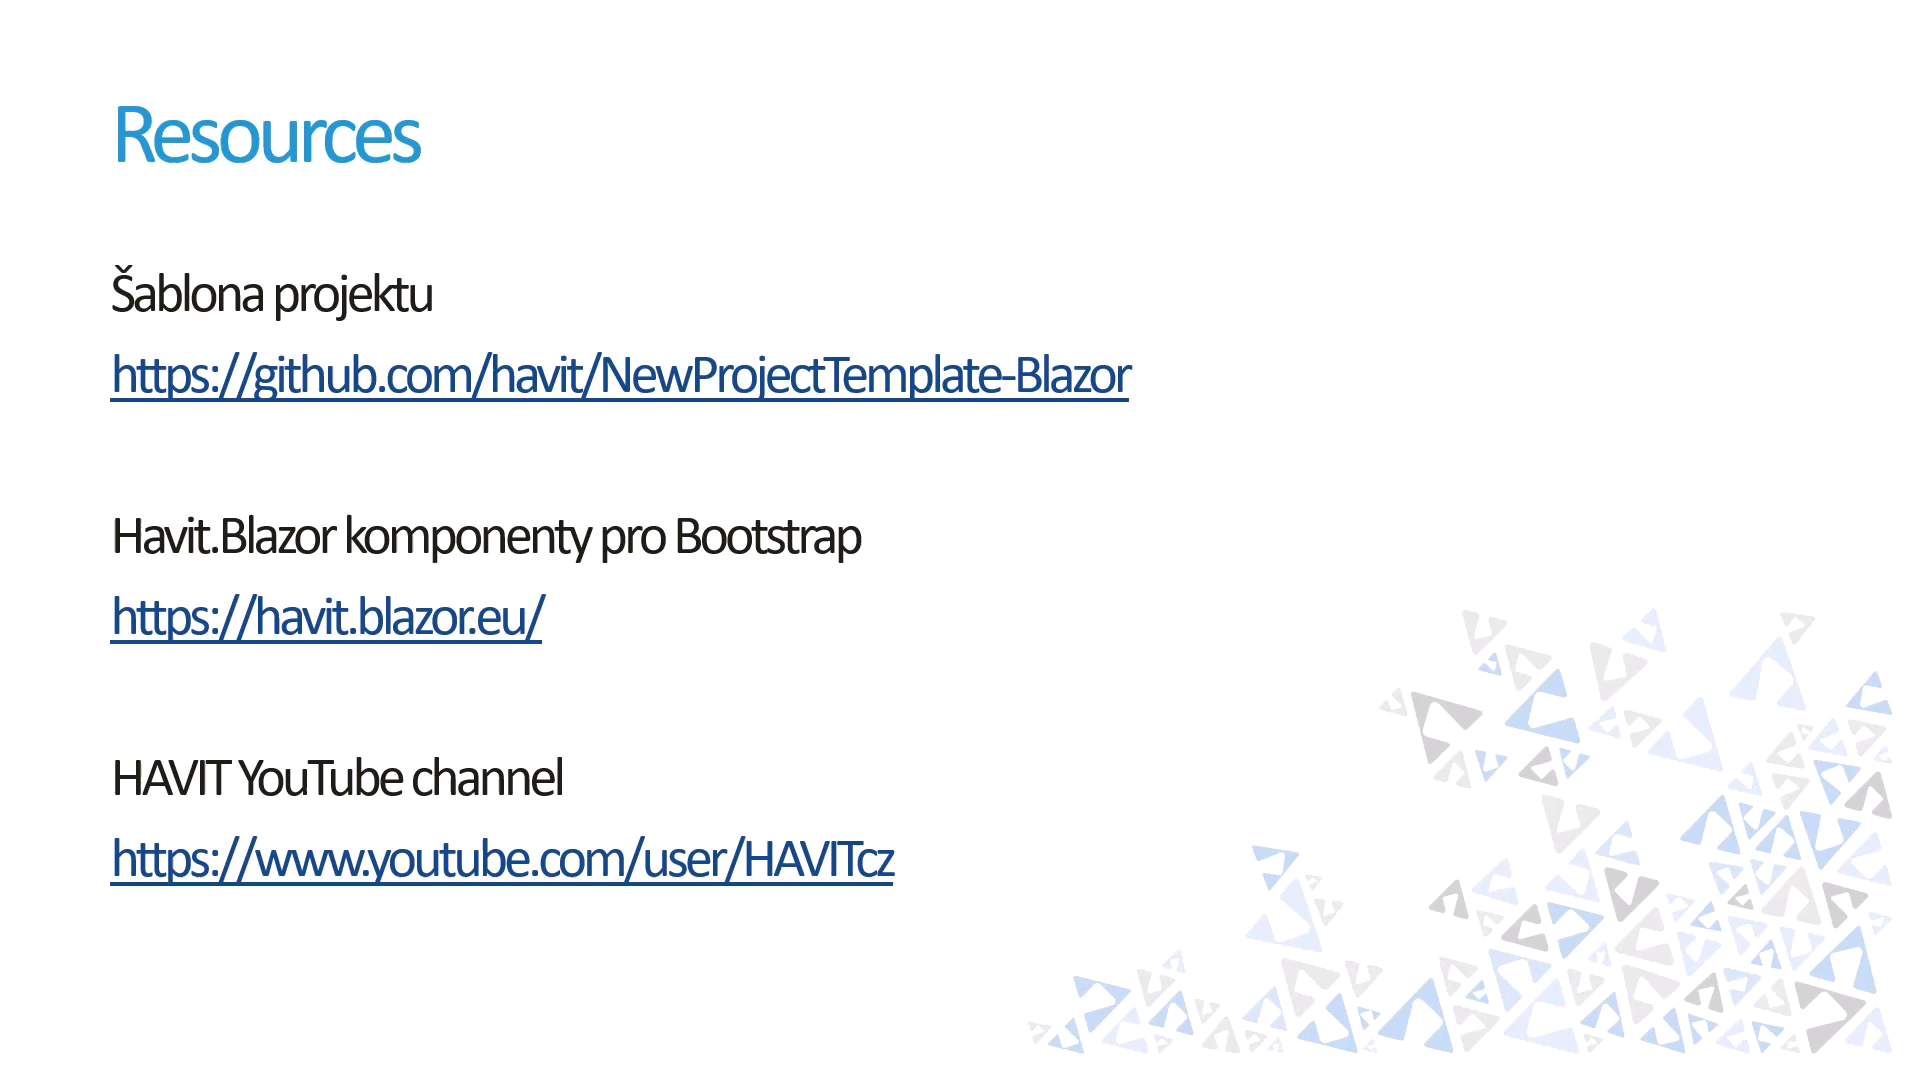 Resources
Šablona projektu
https://github.com/havit/NewProjectTemplate-Blazor
Havit.Blazor komponenty pro Bootstrap
https://havit.blazor.eu/
HAVIT YouTube channel
https://www.youtube.com/user/HAVITcz